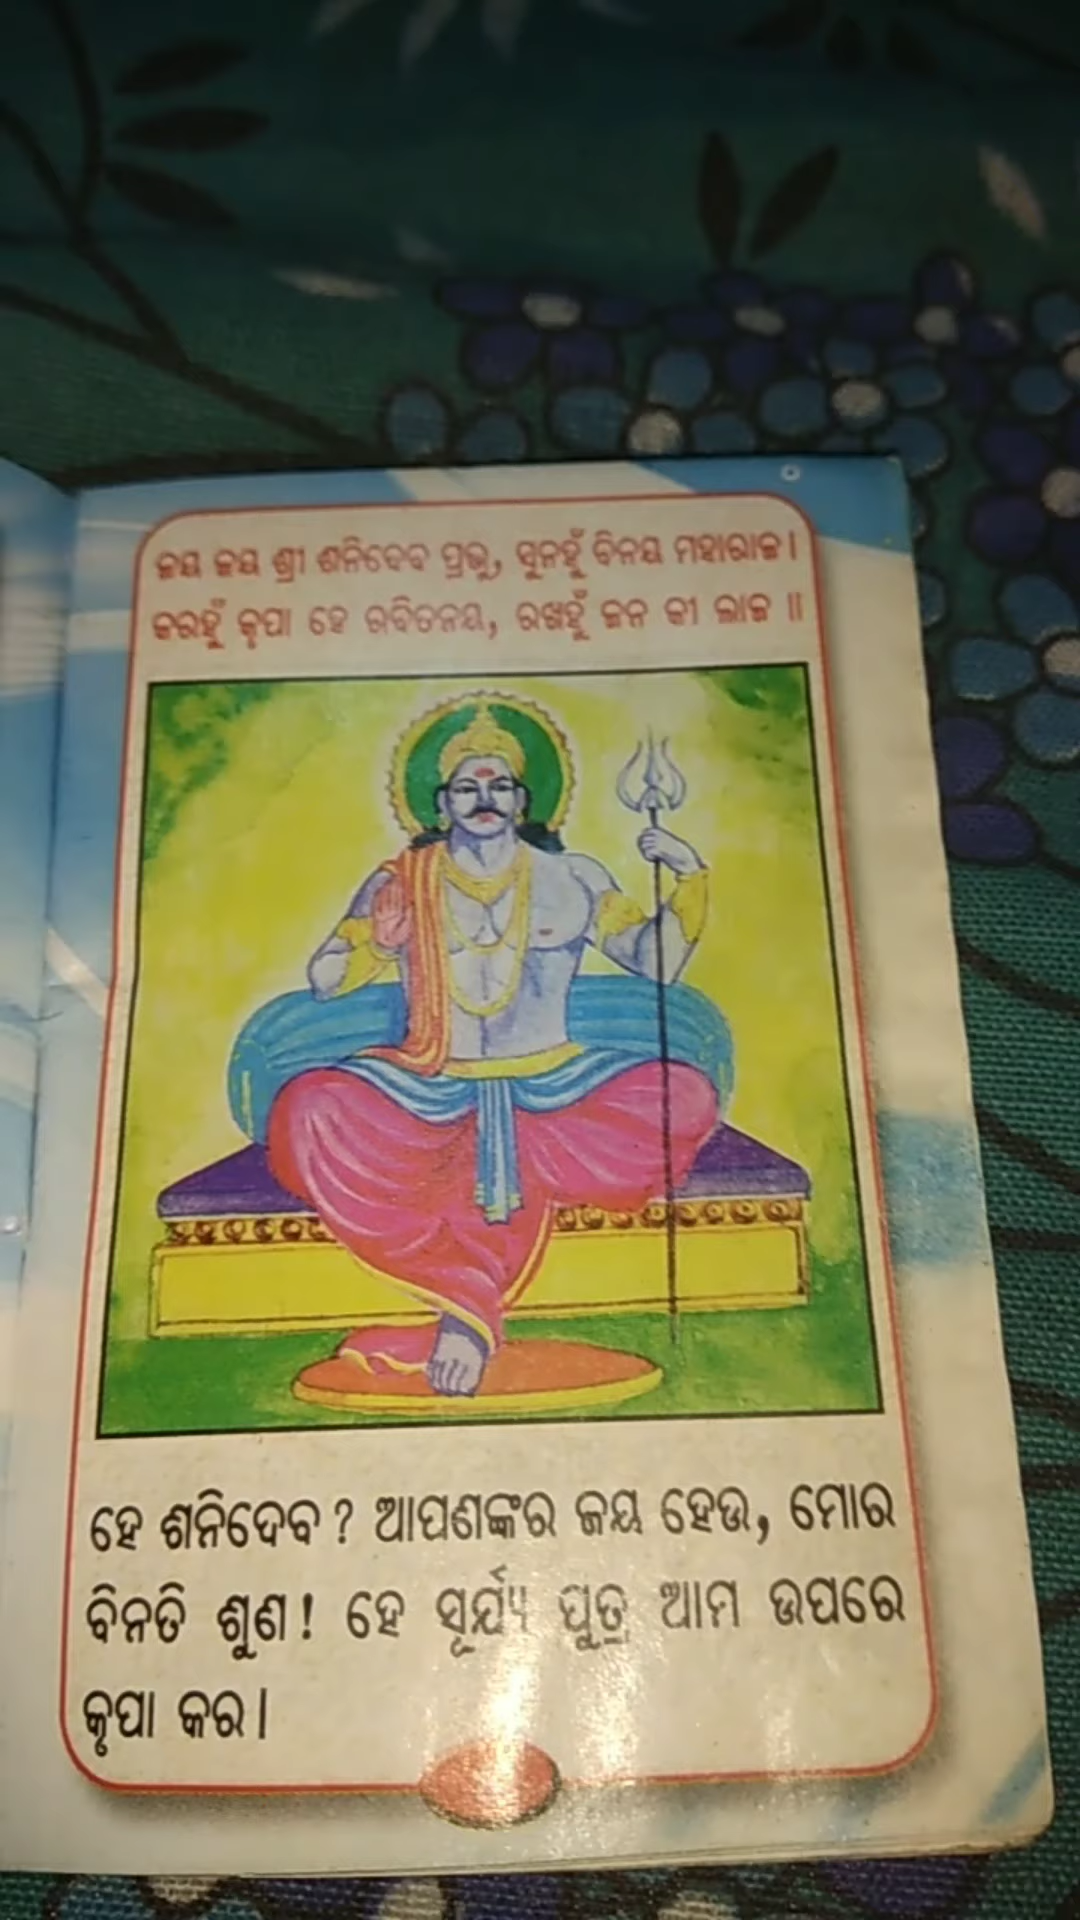 ଜୟ ଜୟ ଶ୍ରୀ ଶନିଦେବ ପ୍ରଭୁ, ସୁନହୁଁ ବିନୟ ମହାରାଜ।
କରହୁଁ କୃପା ହେ ରବିତନୟ, ରଖହୁଁ ଜନ କୀ ଲାଜ ॥
ହେ ଶନିଦେବ? ଆପଣଙ୍କର ଜୟ ହେଉ, ମୋର
ବିନତି ଶୁଣ! ହେ ସୂର୍ଯ୍ୟ ପୁତ୍ର ଆମ ଉପରେ
କୃପା କର।